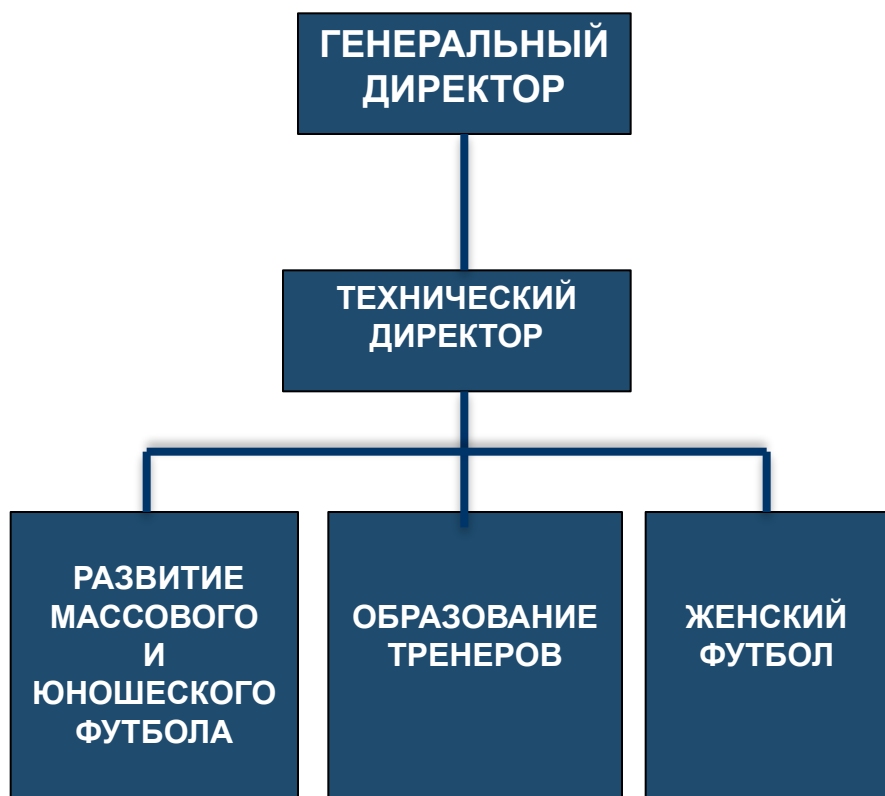 ГЕНЕРАЛЬНЫЙ
ДИРЕКТОР
ТЕХНИЧЕСКИЙ
ДИРЕКТОР
РАЗВИТИЕ
МАССОВОГО
И
ЮНОШЕСКОГО
ФУТБОЛА
ОБРАЗОВАНИЕ
ТРЕНЕРОВ
ЖЕНСКИЙ
ФУТБОЛ